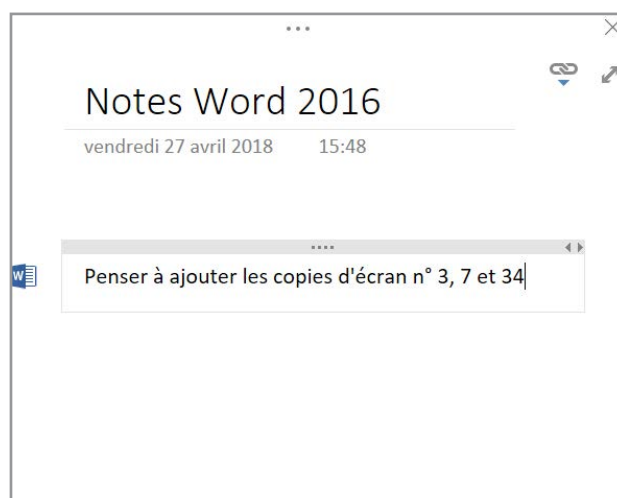 Notes Word 2016
vendredi 27 avril 2018 15:48
W
Penser à ajouter les copies d'écran n° 3, 7 et 34